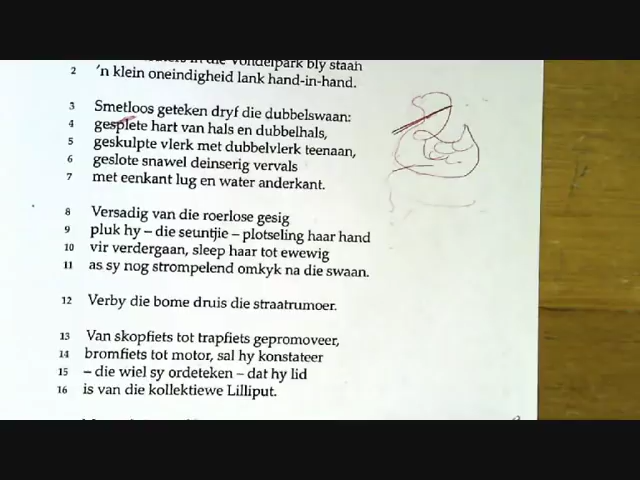 in die Vondelpark bly staan
2 'n klein oneindigheid lank hand-in-hand.
3 Smetloos geteken dryf die dubbelswaan:
4 gesplete hart van hals en dubbelhals,
5 geskulpte vlerk met dubbelvlerk teenaan,
6 geslote snawel deinserig vervals
7 met eenkant lug en water anderkant.
8 Versadig van die roerlose gesig
9 pluk hy – die seuntjie – plotseling haar hand
10 vir verdergaan, sleep haar tot ewewig
11 as sy nog strompelend omkyk na die swaan.
12 Verby die bome druis die straatrumoer.
13 Van skopfiets tot trapfiets gepromoveer,
14 bromfiets tot motor, sal hy konstateer
15 – die wiel sy ordeteken – dat hy lid
16 is van die kollektiewe Lilliput.